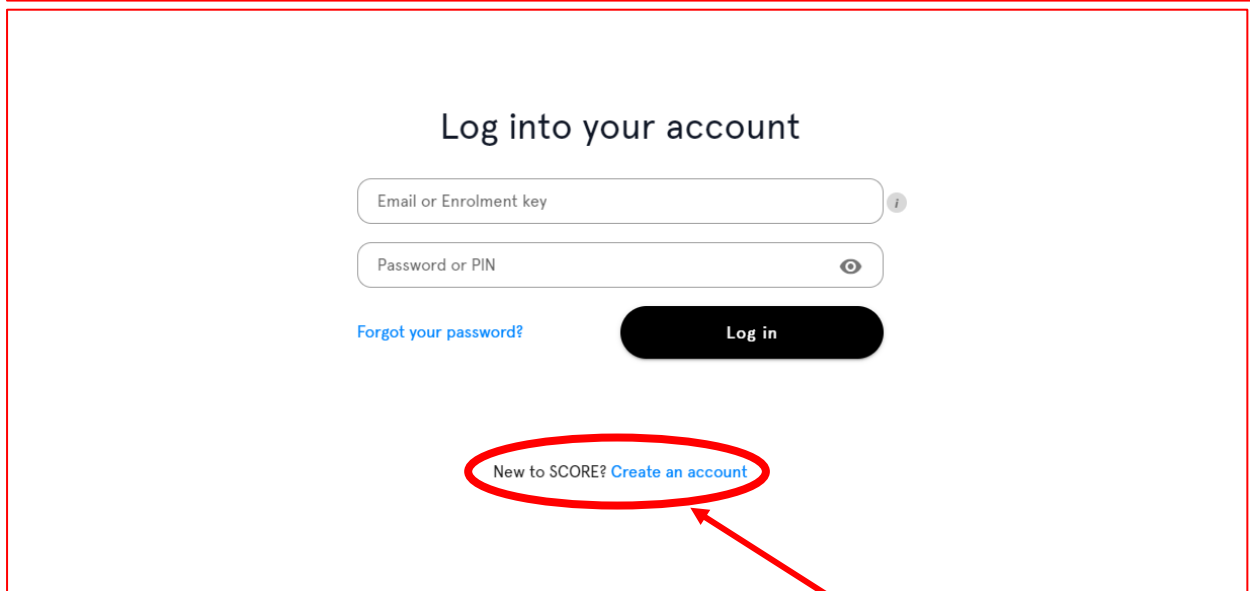 Log into your account
Email or Enrolment key
i
Password or PIN
Forgot your password?
Log in
New to SCORE? Create an account